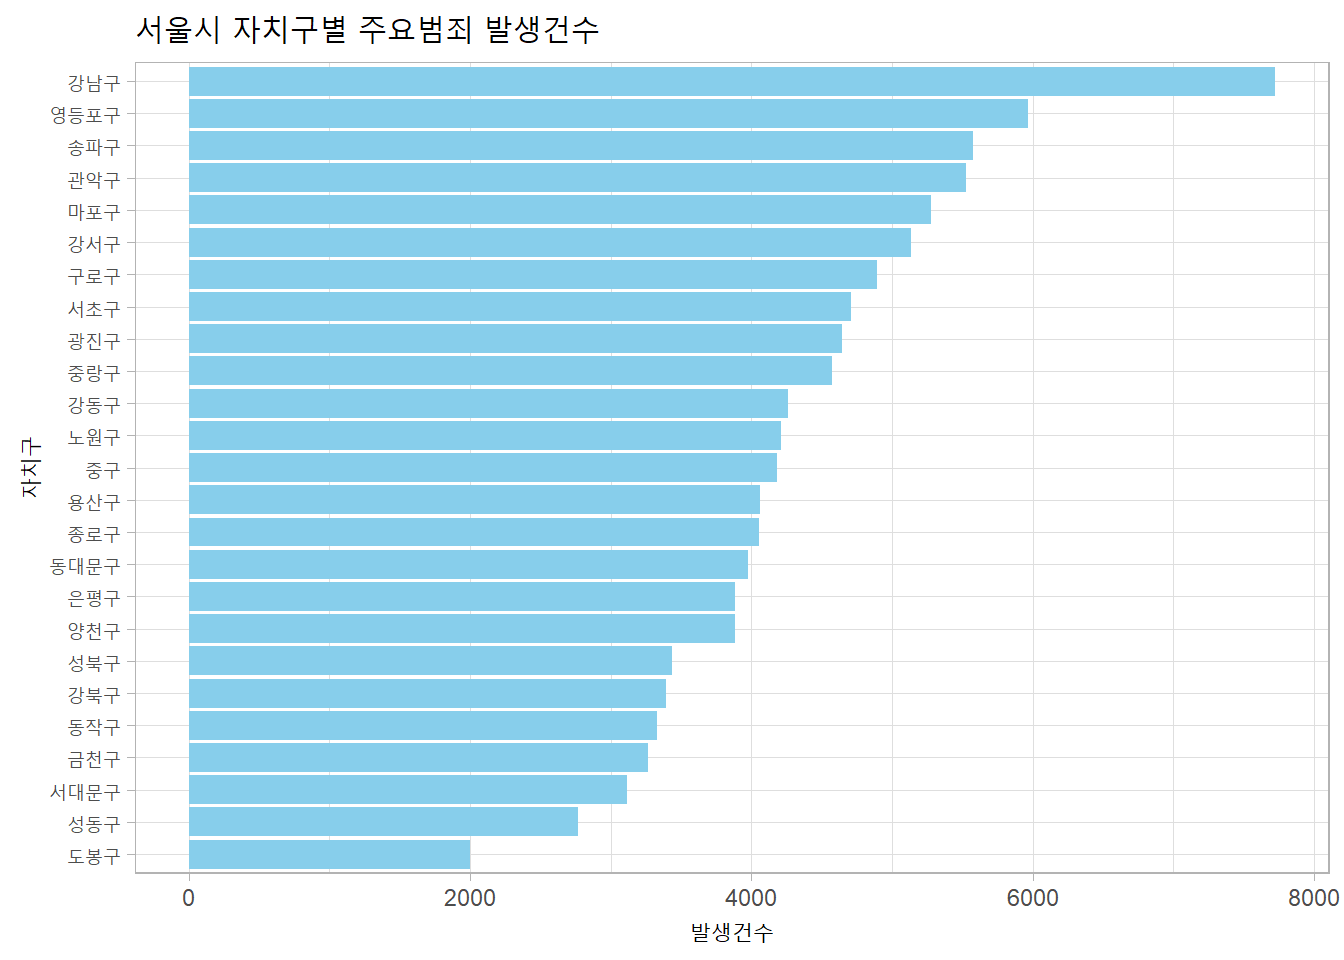 서울시 자치구별 주요범죄 발생건수
강남구
영등포구
송파구
관악구
마포구
강서구
구로구
서초구
광진구
중랑구
강동구
노원구
중구
용산구
종로구
동대문구
은평구
양천구
성북구
강북구
동작구
금천구
서대문구
성동구
도봉구
자치구
0 2000 4000 6000 8000
발생건수